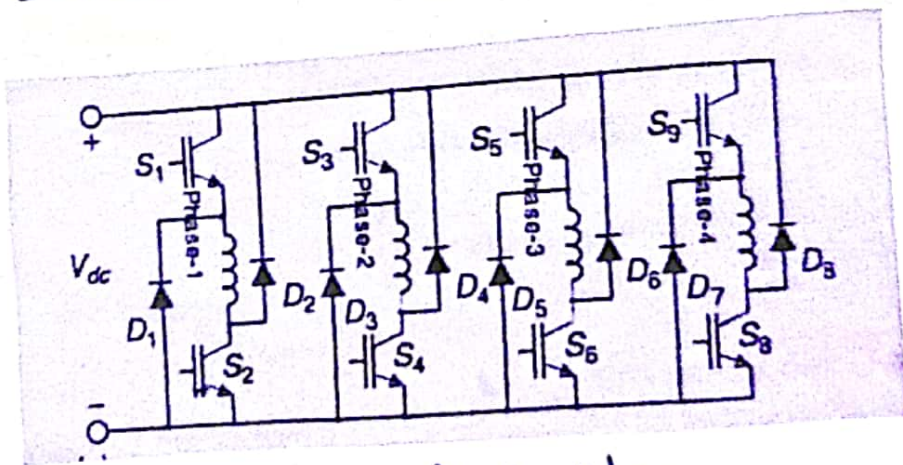 +
S1 S3 S5 S9
Phase-1 Phase-2 Phase-3 Phase-4
Vdc
D1 D2 D3 D4 D5 D6 D7 D8
S2 S4 S6 S8
−